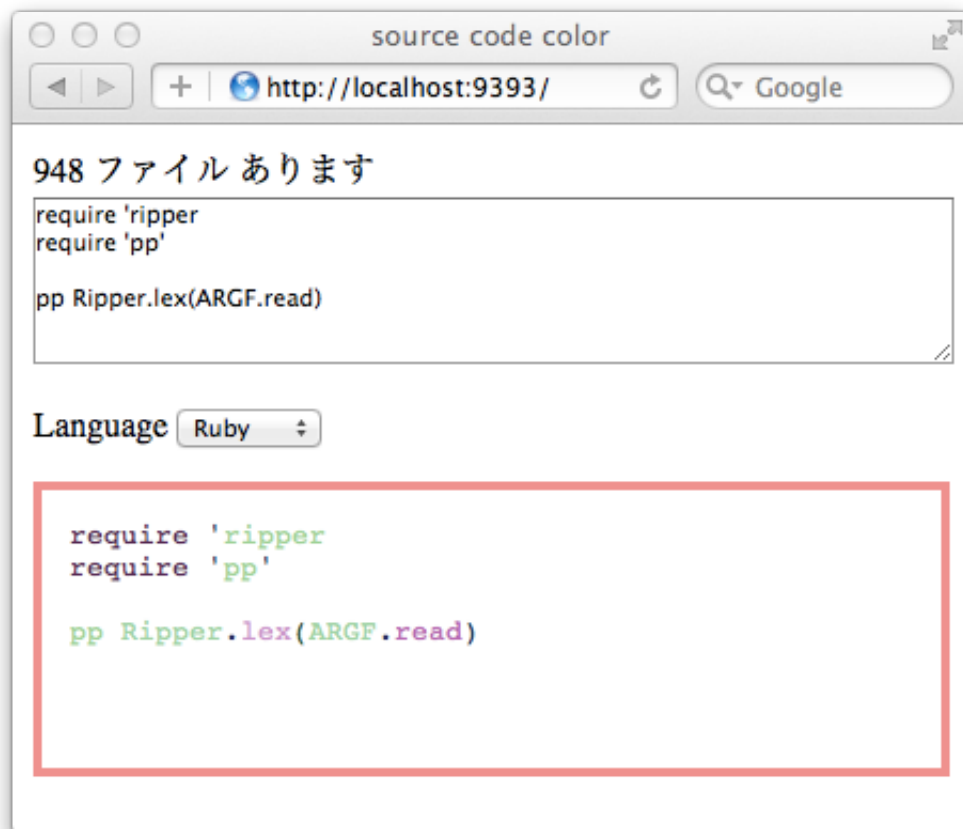 source code color
http://localhost:9393/
Google
948 ファイル あります
require 'ripper
require 'pp'
pp Ripper.lex(ARGF.read)
Language Ruby
require 'ripper
require 'pp'
pp Ripper.lex(ARGF.read)